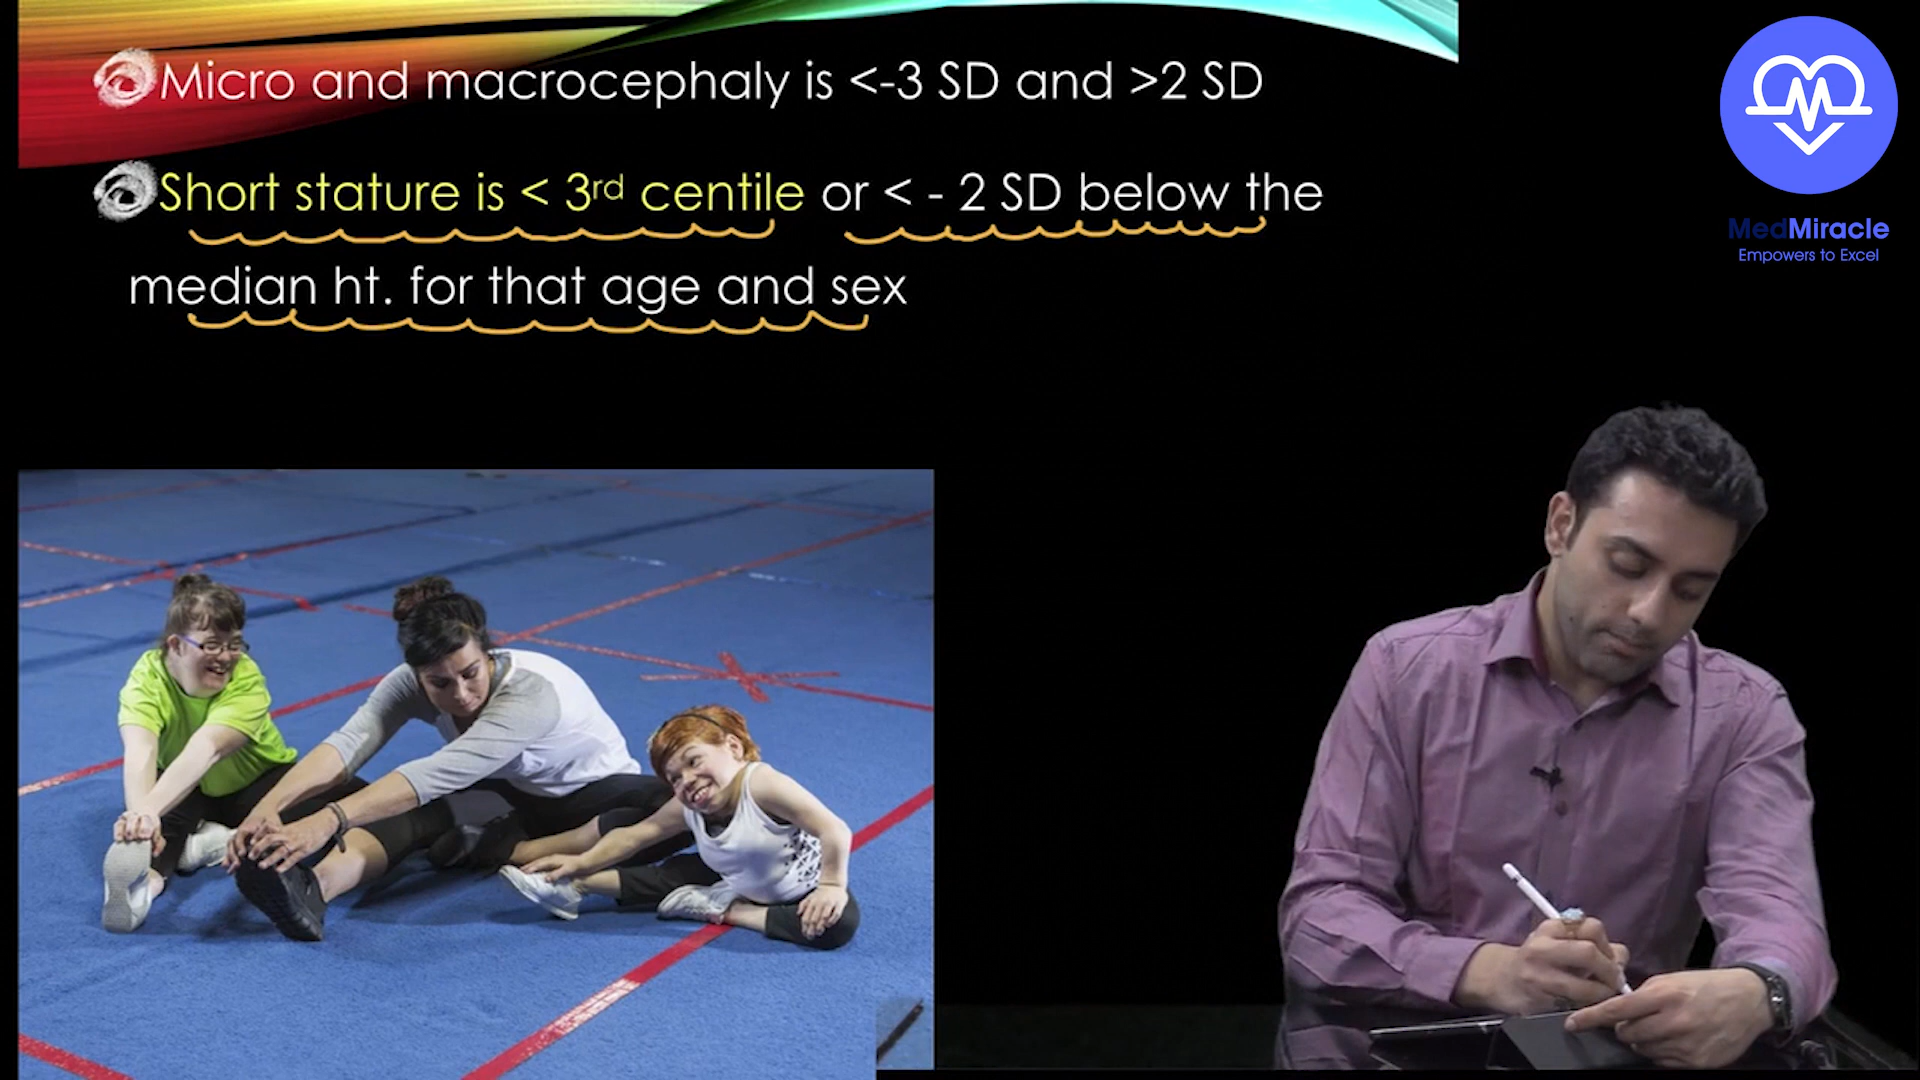 Micro and macrocephaly is <-3 SD and >2 SD
Short stature is < 3rd centile or < - 2 SD below the
median ht. for that age and sex
MedMiracle
Empowers to Excel